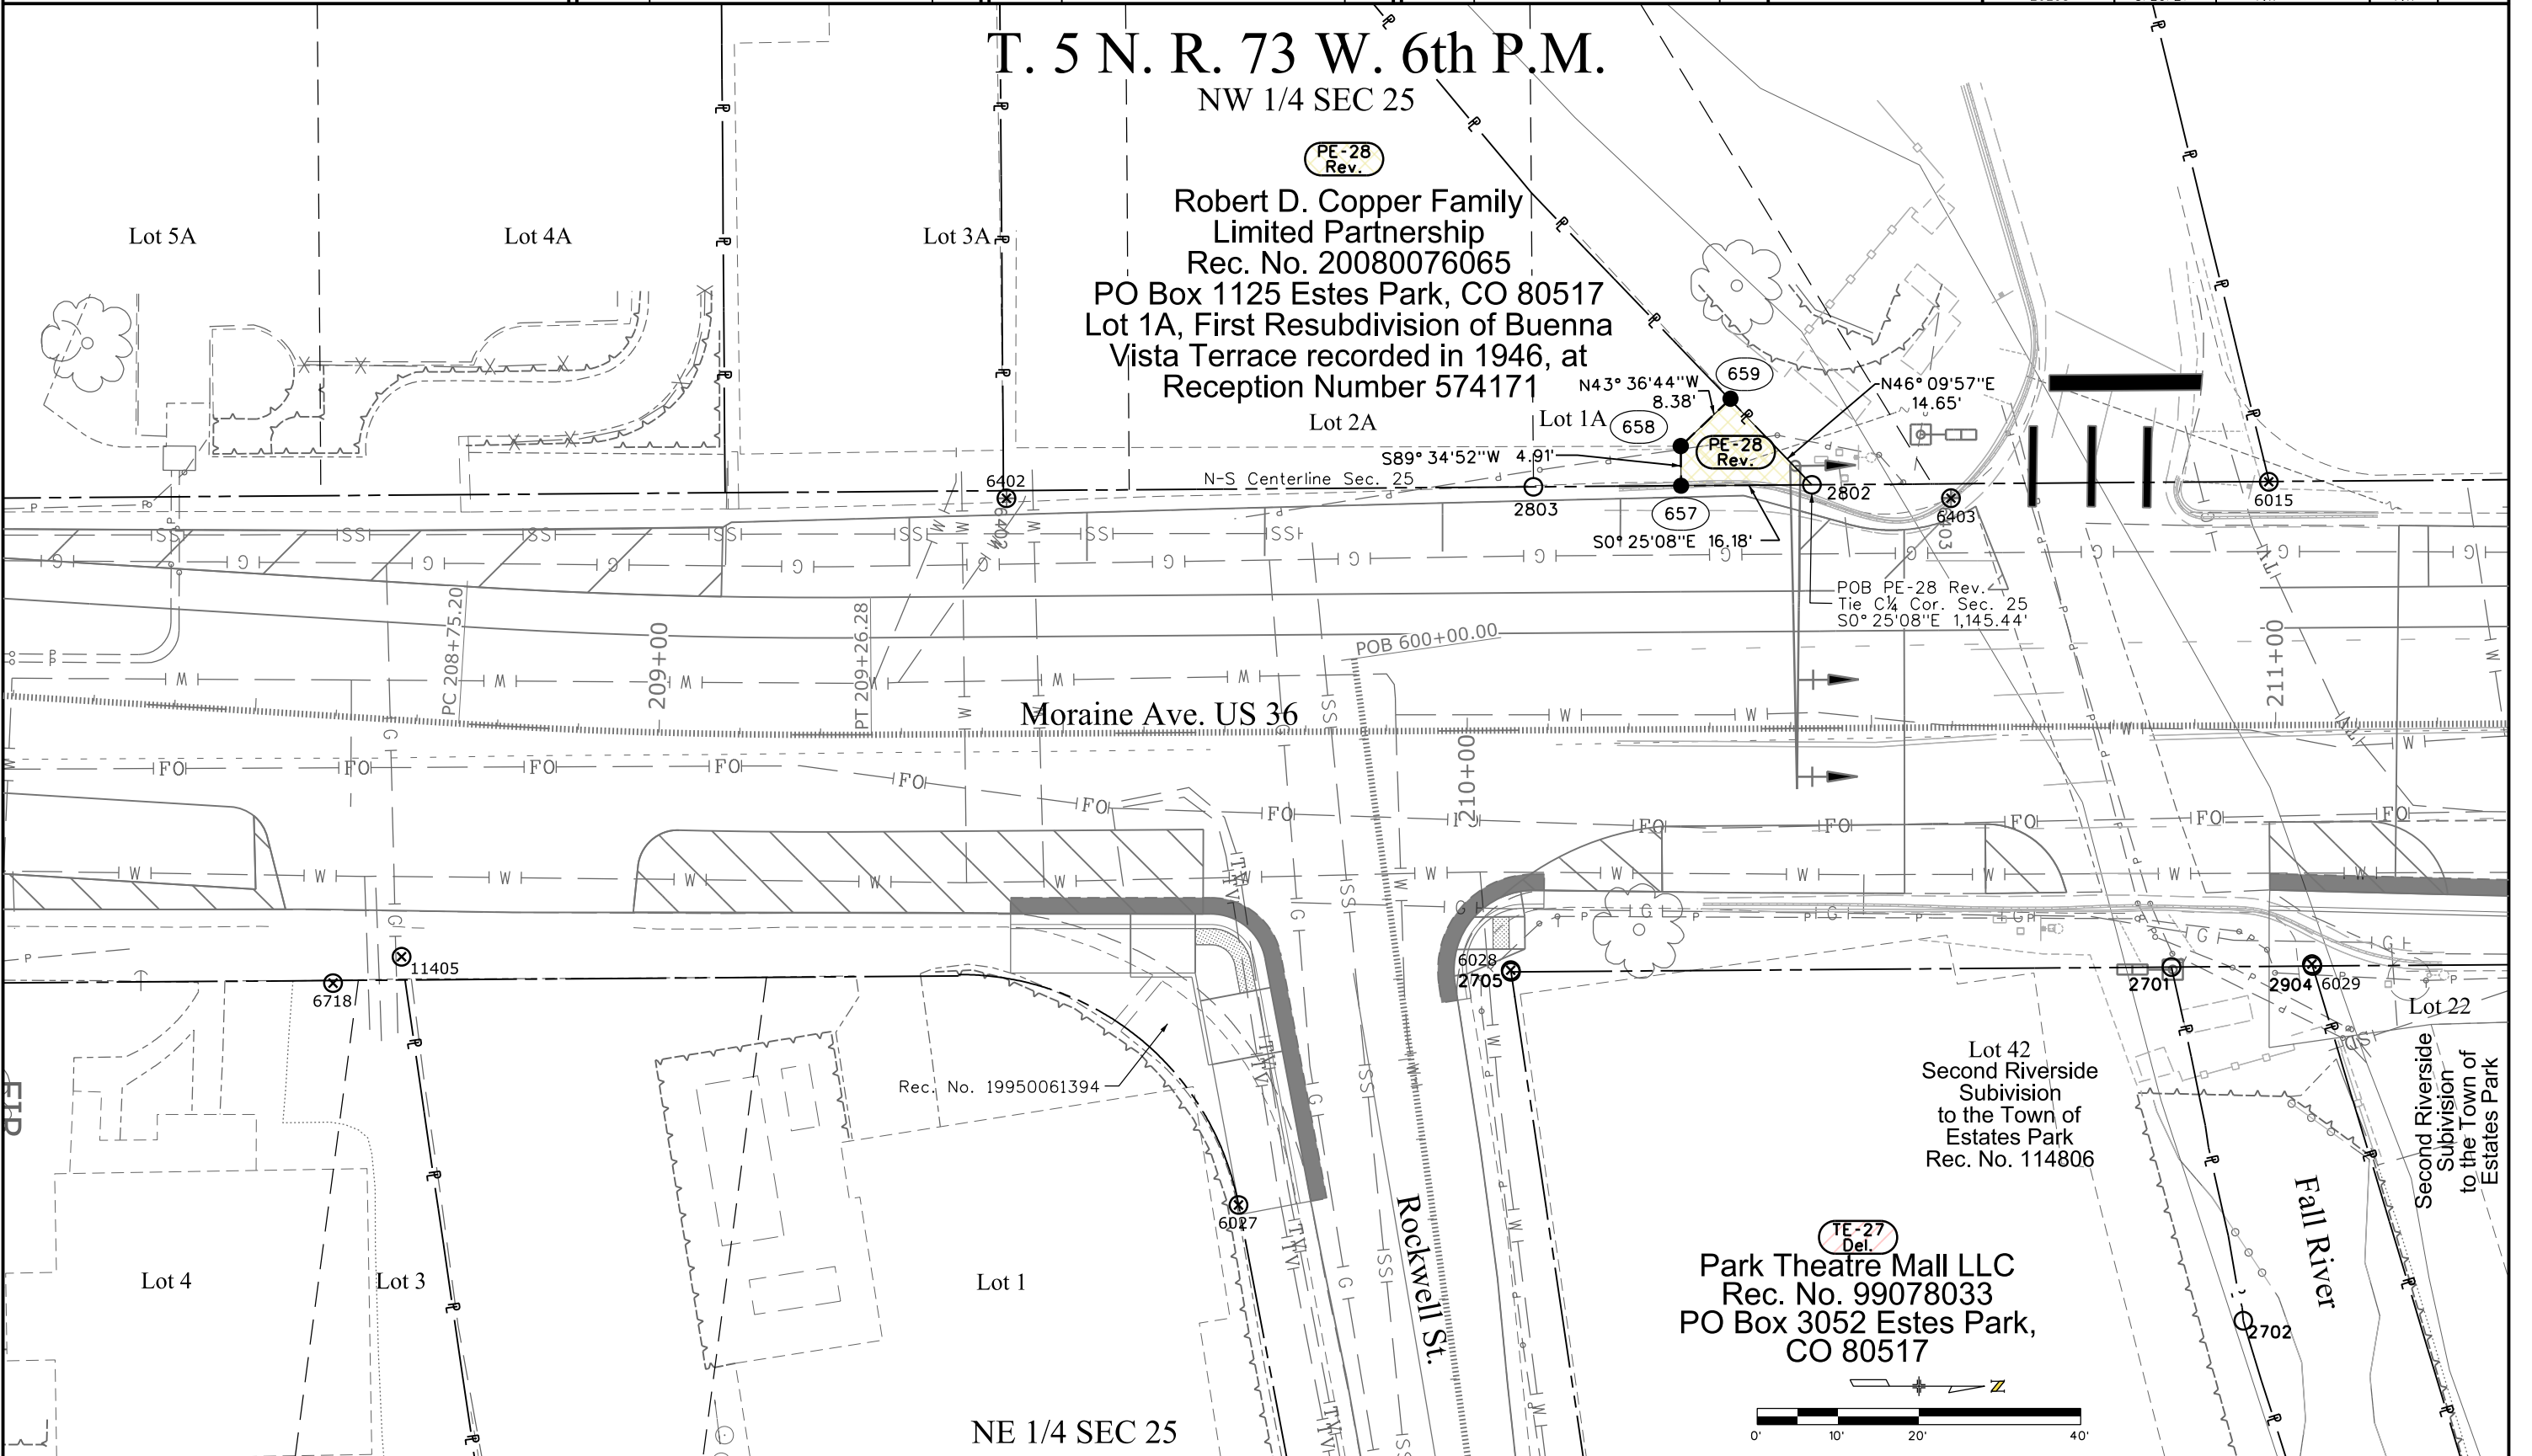 T. 5 N. R. 73 W. 6th P.M.
NW 1/4 SEC 25
PE-28
Rev.
Robert D. Copper Family
Limited Partnership
Rec. No. 20080076065
PO Box 1125 Estes Park, CO 80517
Lot 1A, First Resubdivision of Buenna
Vista Terrace recorded in 1946, at
Reception Number 574171
Lot 5A
Lot 4A
Lot 3A
Lot 2A
Lot 1A
N43°36'44"W
8.38'
659
N46°09'57"E
14.65'
658
PE-28
Rev.
S89°34'52"W 4.91'
N-S Centerline Sec. 25
6402
6402
2803
657
2802
6403
6015
S0°25'08"E 16.18'
POB PE-28 Rev.
Tie C¼ Cor. Sec. 25
S0°25'08"E 1,145.44'
PC 208+75.20
209+00
PT 209+26.28
POB 600+00.00
210+00
211+00
Moraine Ave. US 36
6718
11405
6028
2705
2701
2904
6029
Lot 22
Second Riverside
Subivision
to the Town of
Estates Park
Rec. No. 19950061394
Lot 42
Second Riverside
Subivision
to the Town of
Estates Park
Rec. No. 114806
6027
Rockwell St.
Fall River
Lot 4
Lot 3
Lot 1
TE-27
Del.
Park Theatre Mall LLC
Rec. No. 99078033
PO Box 3052 Estes Park,
CO 80517
2702
NE 1/4 SEC 25
0' 10' 20' 40'